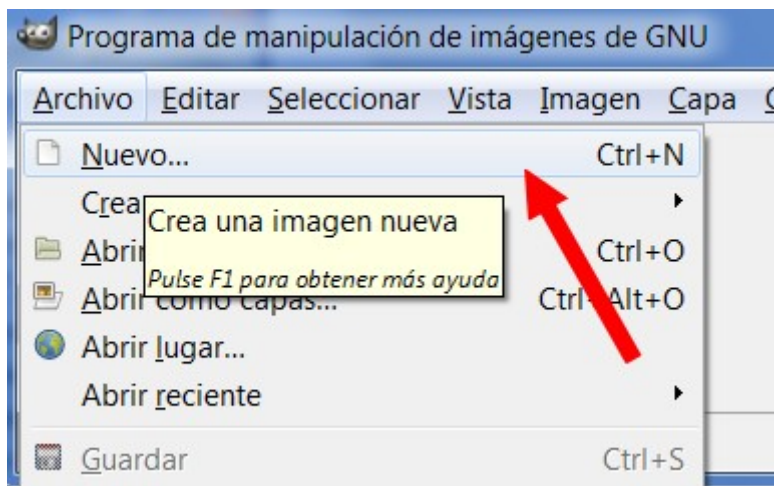 Programa de manipulación de imágenes de GNU
Archivo Editar Seleccionar Vista Imagen Capa
Nuevo... Ctrl+N
Crea una imagen nueva
Pulse F1 para obtener más ayuda
Abrir Ctrl+O
Abrir como capas... Ctrl+Alt+O
Abrir lugar...
Abrir reciente
Guardar Ctrl+S